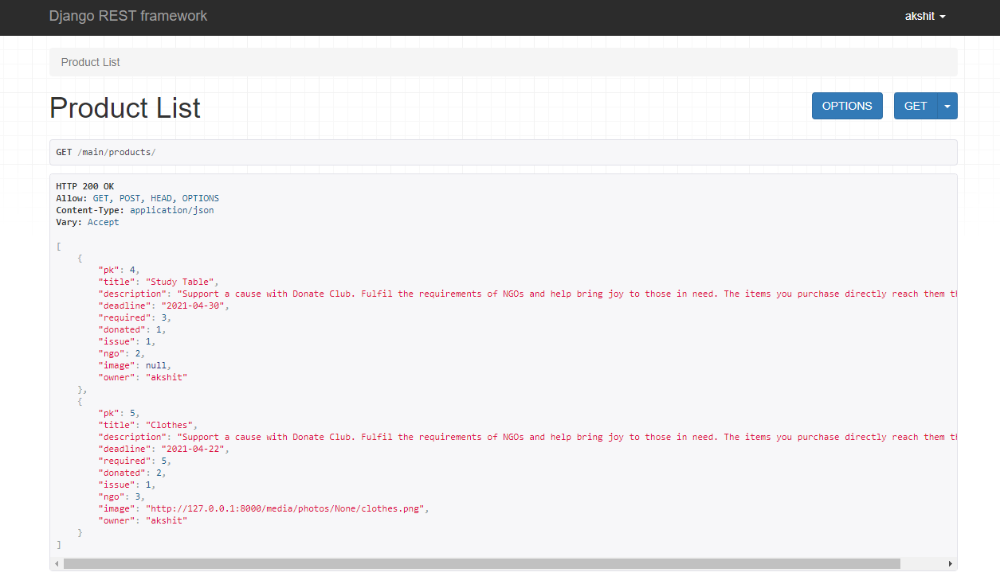 Django REST framework
akshit
Product List
Product List
OPTIONS
GET
GET /main/products/
HTTP 200 OK
Allow: GET, POST, HEAD, OPTIONS
Content-Type: application/json
Vary: Accept
[
    {
        "pk": 4,
        "title": "Study Table",
        "description": "Support a cause with Donate Club. Fulfil the requirements of NGOs and help bring joy to those in need. The items you purchase directly reach them
        "deadline": "2021-04-30",
        "required": 3,
        "donated": 1,
        "issue": 1,
        "ngo": 2,
        "image": null,
        "owner": "akshit"
    },
    {
        "pk": 5,
        "title": "Clothes",
        "description": "Support a cause with Donate Club. Fulfil the requirements of NGOs and help bring joy to those in need. The items you purchase directly reach them
        "deadline": "2021-04-22",
        "required": 5,
        "donated": 2,
        "issue": 1,
        "ngo": 3,
        "image": "http://127.0.0.1:8000/media/photos/None/clothes.png",
        "owner": "akshit"
    }
]